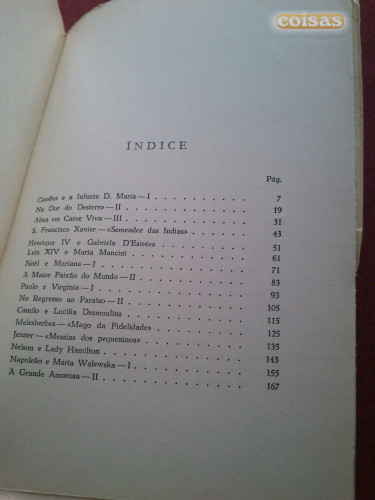 coisas
ÍNDICE
Pág.
Camões e a Infanta D. Maria — I . . . . . . . . 7
Na Dor do Desterro — II . . . . . . . . 19
Alma em Carne Viva — III . . . . . . . . 31
S. Francisco Xavier — «Semeador das Índias» . . . . 43
Henrique IV e Gabriela D'Estrées . . . . . . . 51
Luís XIV e Maria Mancini . . . . . . . . 61
Noël e Mariana — I . . . . . . . . . 71
A Maior Paixão do Mundo — II . . . . . . . 83
Paulo e Virgínia — I . . . . . . . . . 93
No Regresso ao Paraíso — II . . . . . . . 105
Camilo e Lucília Desmoulins . . . . . . . 115
Malesherbes — «Mago da Fidelidade» . . . . . . 125
Jenner — «Messias dos pequeninos» . . . . . . 135
Nelson e Lady Hamilton . . . . . . . . 143
Napoleão e Maria Walewska — I . . . . . . . 155
A Grande Amorosa — II . . . . . . . . 167